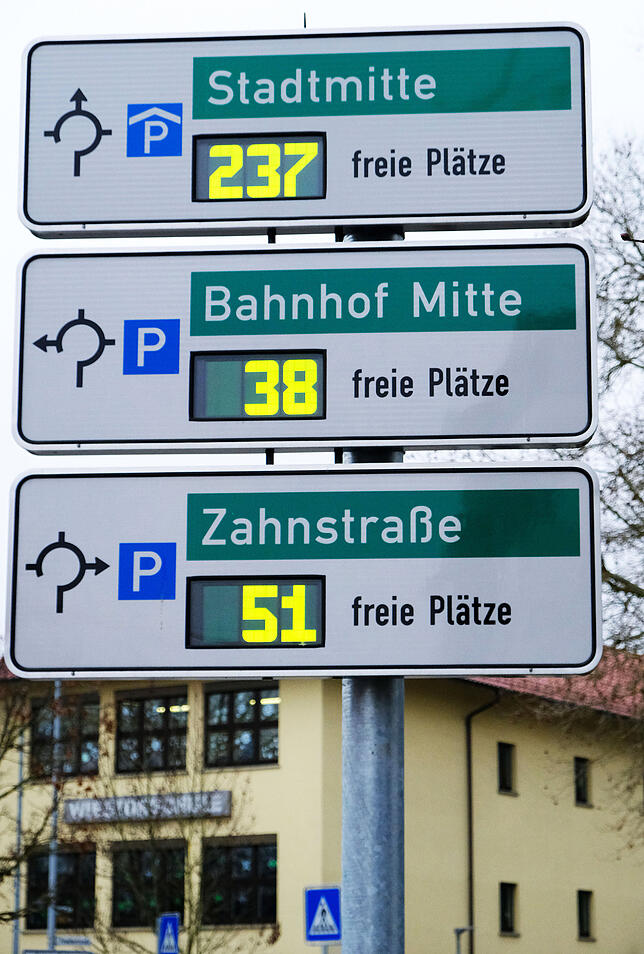 Stadtmitte
P
237 freie Plätze
Bahnhof Mitte
P
38 freie Plätze
Zahnstraße
P
51 freie Plätze